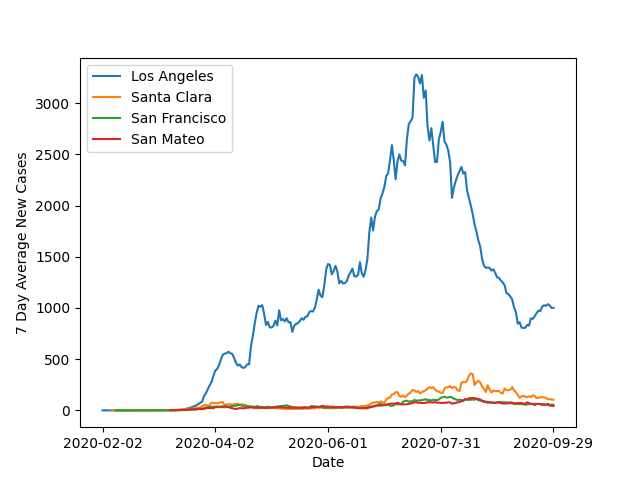 Los Angeles
Santa Clara
San Francisco
San Mateo
3000
2500
2000
1500
1000
500
0
7 Day Average New Cases
2020-02-02
2020-04-02
2020-06-01
2020-07-31
2020-09-29
Date